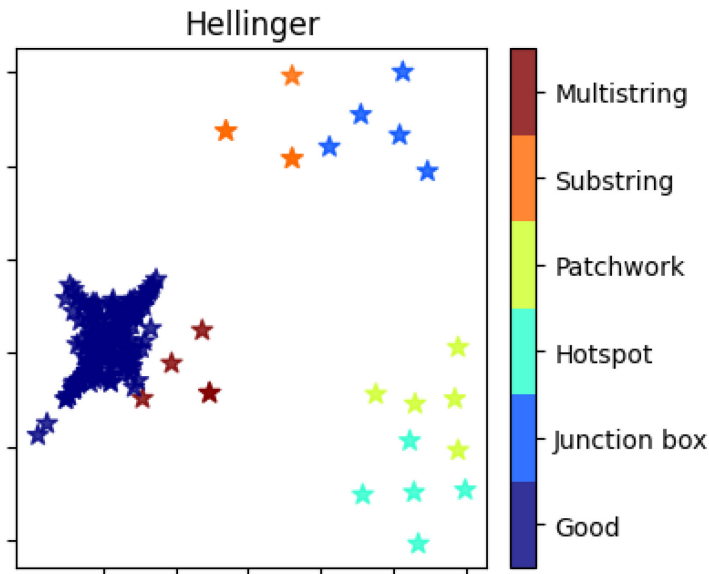 Hellinger
Multistring
Substring
Patchwork
Hotspot
Junction box
Good